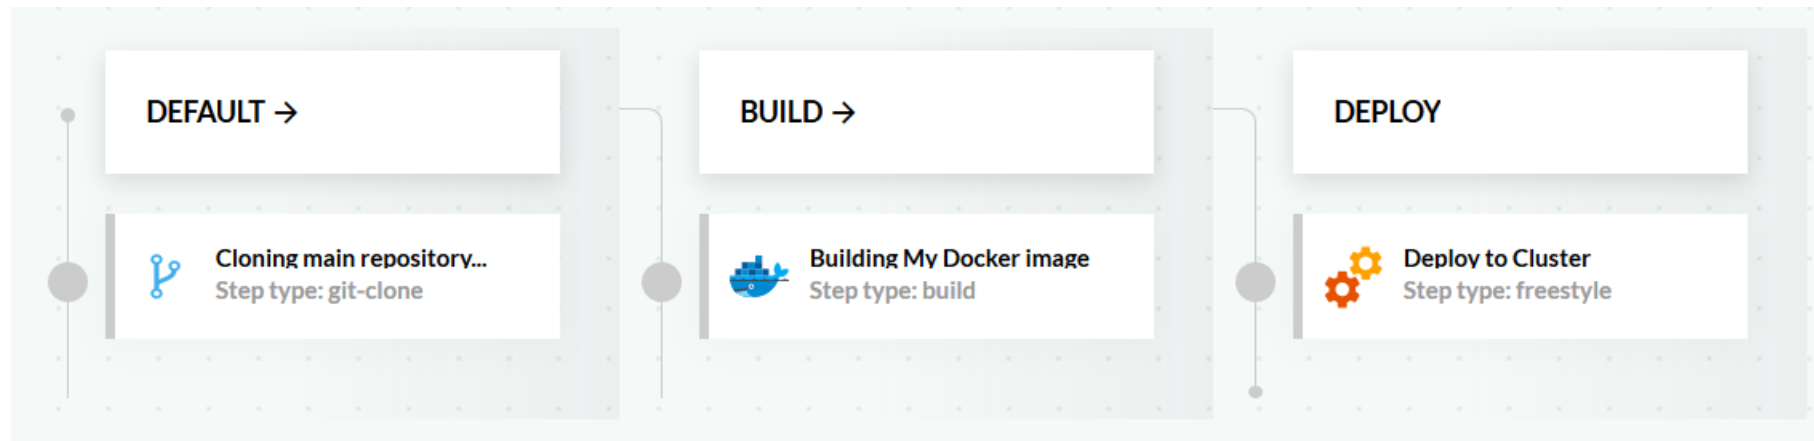 DEFAULT →
Cloning main repository...
Step type: git-clone
BUILD →
Building My Docker image
Step type: build
DEPLOY
Deploy to Cluster
Step type: freestyle